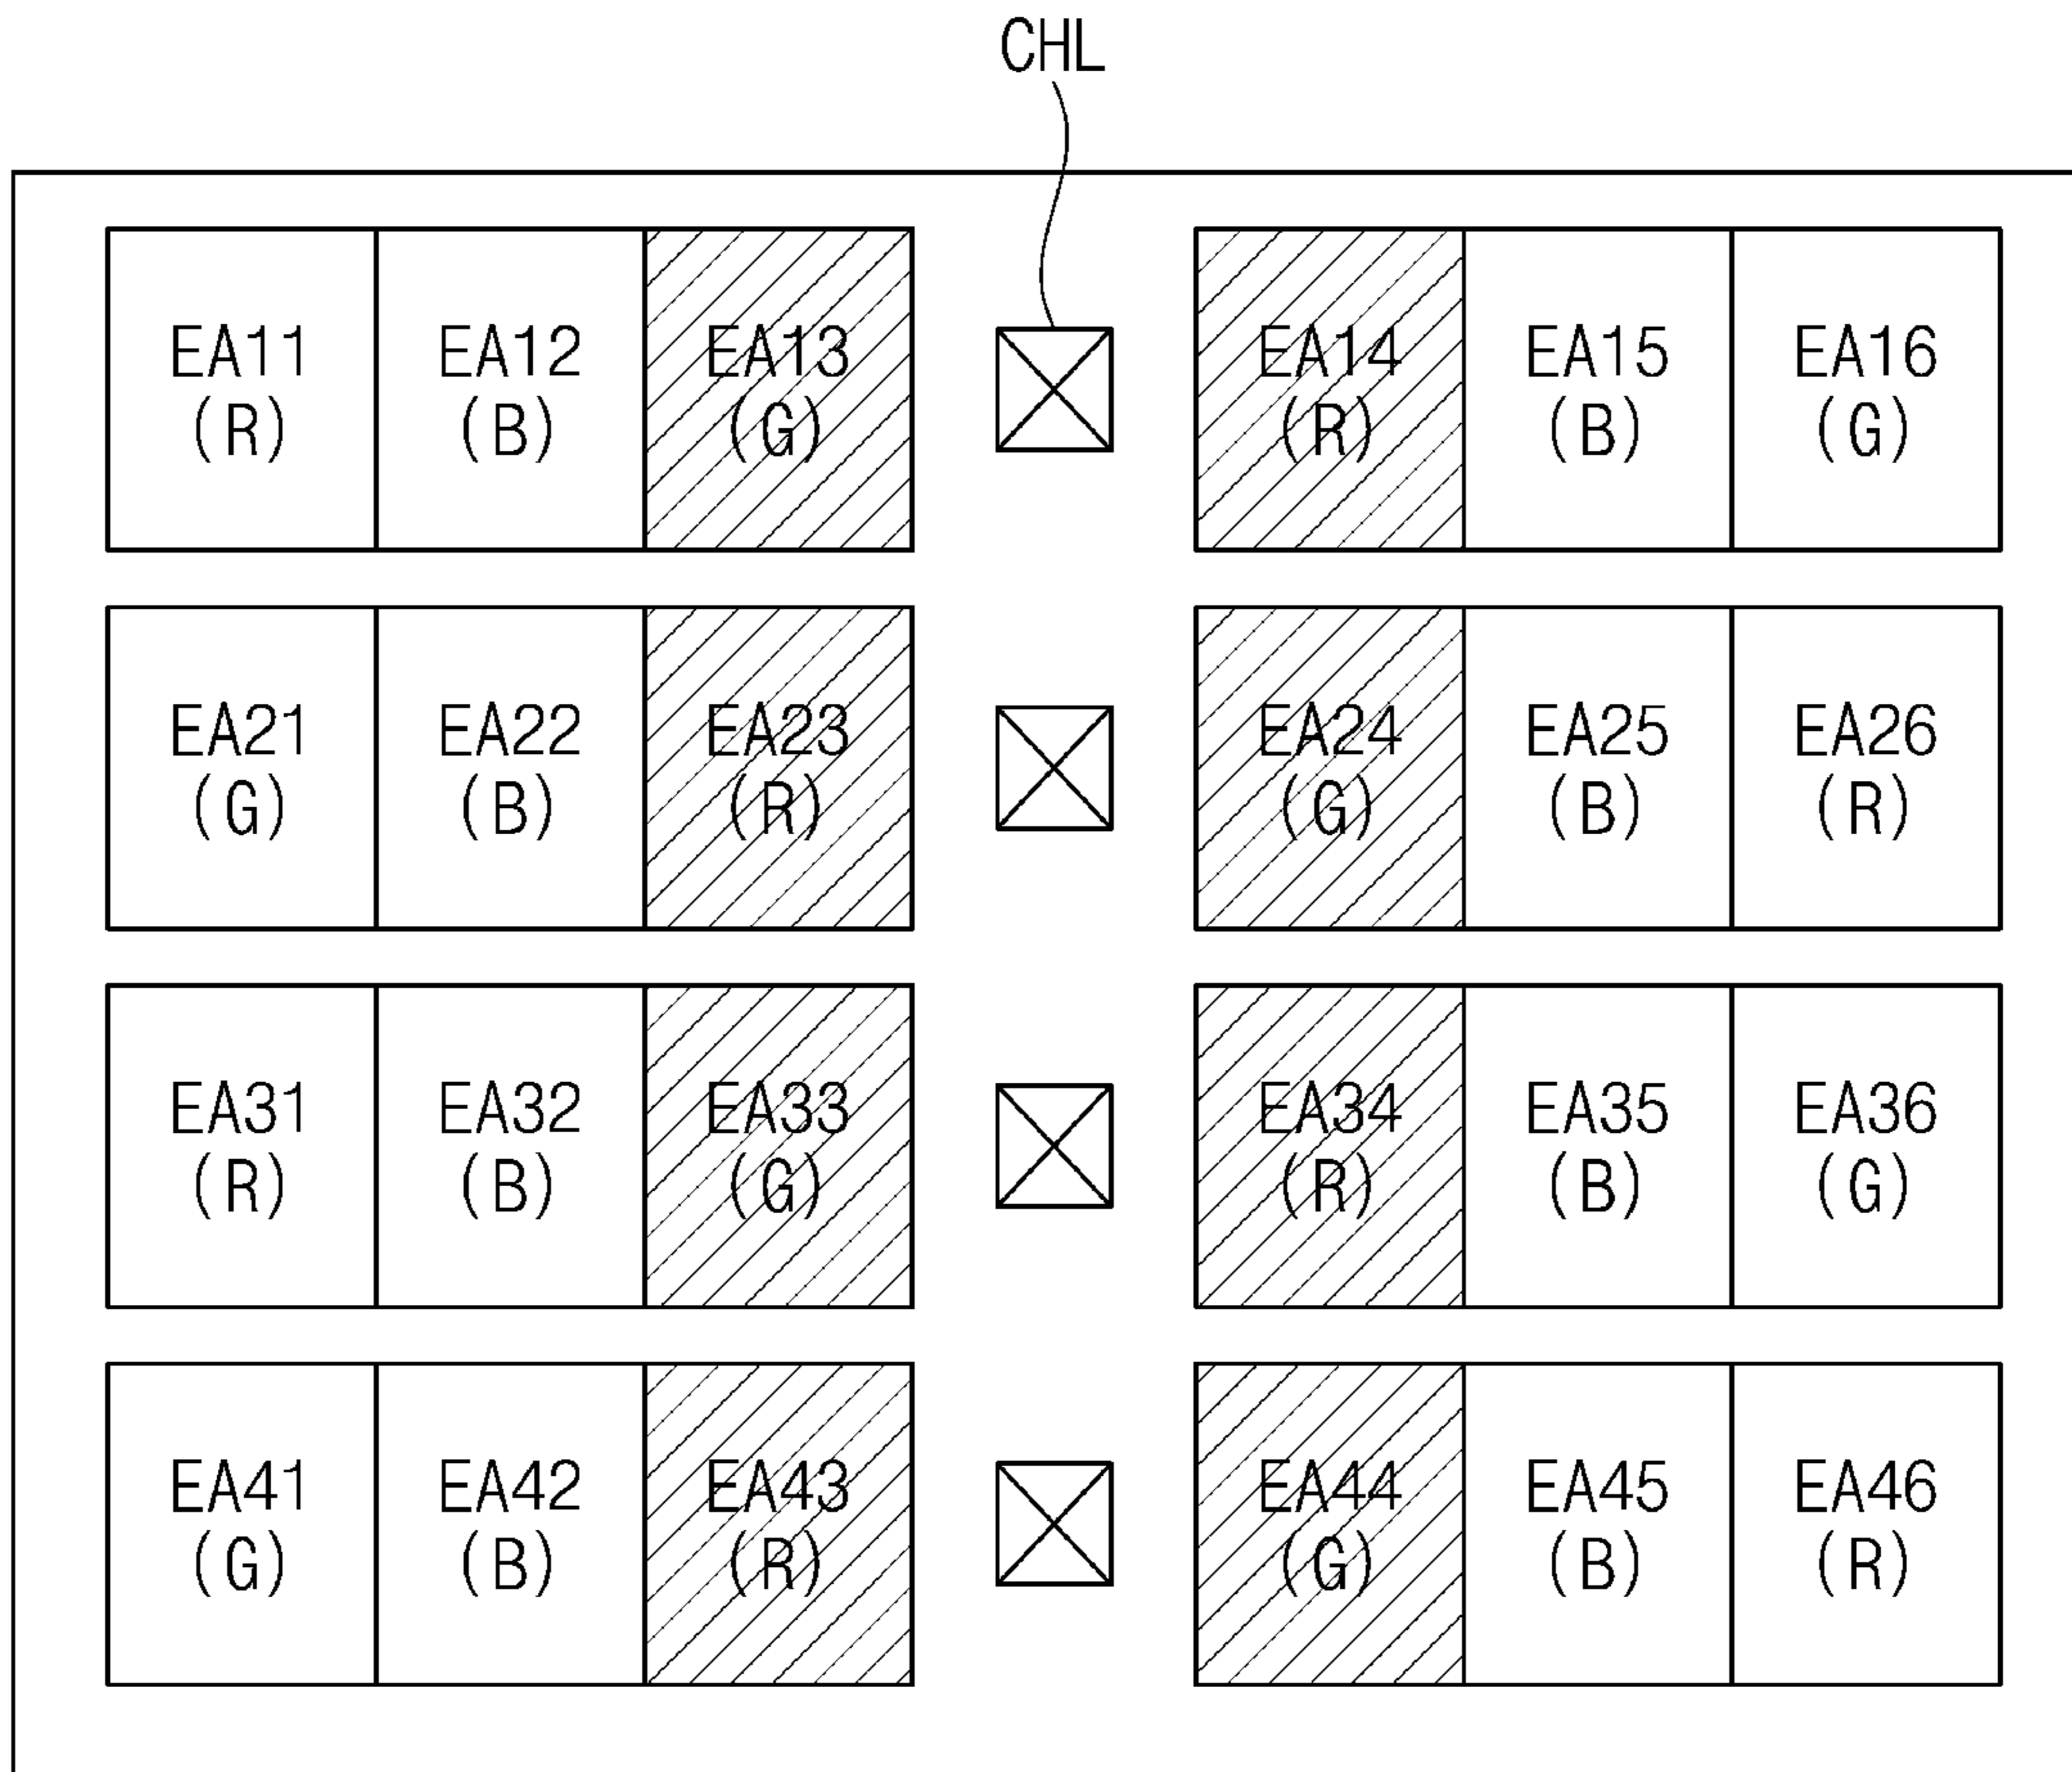 CHL
EA11 EA12 EA13 EA14 EA15 EA16
(R) (B) (G) (R) (B) (G)
EA21 EA22 EA23 EA24 EA25 EA26
(G) (B) (R) (G) (B) (R)
EA31 EA32 EA33 EA34 EA35 EA36
(R) (B) (G) (R) (B) (G)
EA41 EA42 EA43 EA44 EA45 EA46
(G) (B) (R) (G) (B) (R)